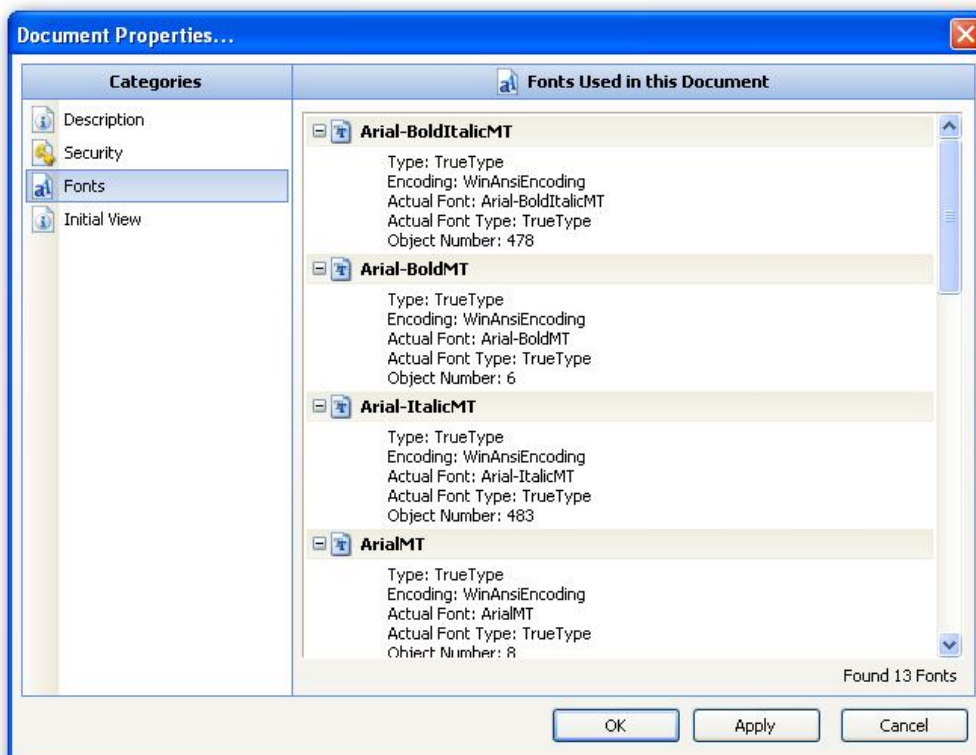 Document Properties...
Categories
Description
Security
Fonts
Initial View
Fonts Used in this Document
Arial-BoldItalicMT
Type: TrueType
Encoding: WinAnsiEncoding
Actual Font: Arial-BoldItalicMT
Actual Font Type: TrueType
Object Number: 478
Arial-BoldMT
Type: TrueType
Encoding: WinAnsiEncoding
Actual Font: Arial-BoldMT
Actual Font Type: TrueType
Object Number: 6
Arial-ItalicMT
Type: TrueType
Encoding: WinAnsiEncoding
Actual Font: Arial-ItalicMT
Actual Font Type: TrueType
Object Number: 483
ArialMT
Type: TrueType
Encoding: WinAnsiEncoding
Actual Font: ArialMT
Actual Font Type: TrueType
Object Number: 8
Found 13 Fonts
OK
Apply
Cancel